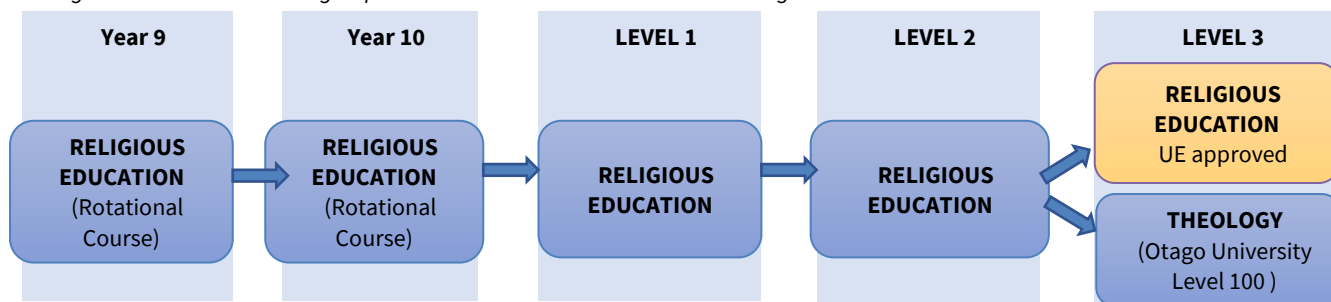 Year 9
Year 10
LEVEL 1
LEVEL 2
LEVEL 3
RELIGIOUS
EDUCATION
(Rotational
Course)
RELIGIOUS
EDUCATION
(Rotational
Course)
RELIGIOUS
EDUCATION
RELIGIOUS
EDUCATION
RELIGIOUS
EDUCATION
UE approved
THEOLOGY
(Otago University
Level 100 )